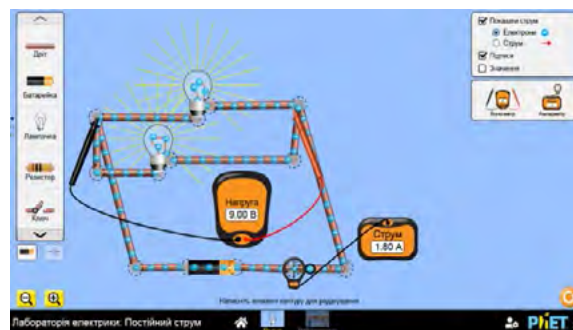 Показати струм
Електрони
Струм
Підписи
Значення
Дріт
Батарейка
Лампочка
Резистор
Ключ
Вольтметр
Амперметр
Напруга
9.00 В
Струм
1.80 А
Натисніть елемент контуру для редагування
Лабораторія електрики: Постійний струм
PhET